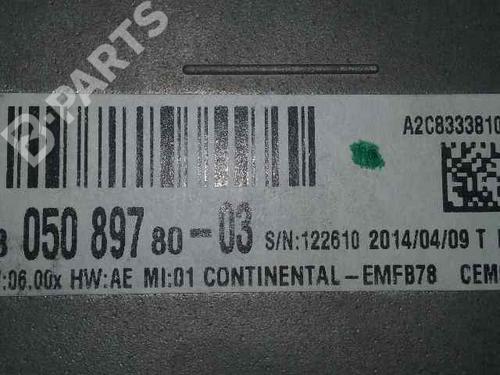 B-PARTS
A2C8333810
050 897 80-03 S/N:122610 2014/04/09 T
:06.00x HW:AE MI:01 CONTINENTAL-EMFB78 CEM